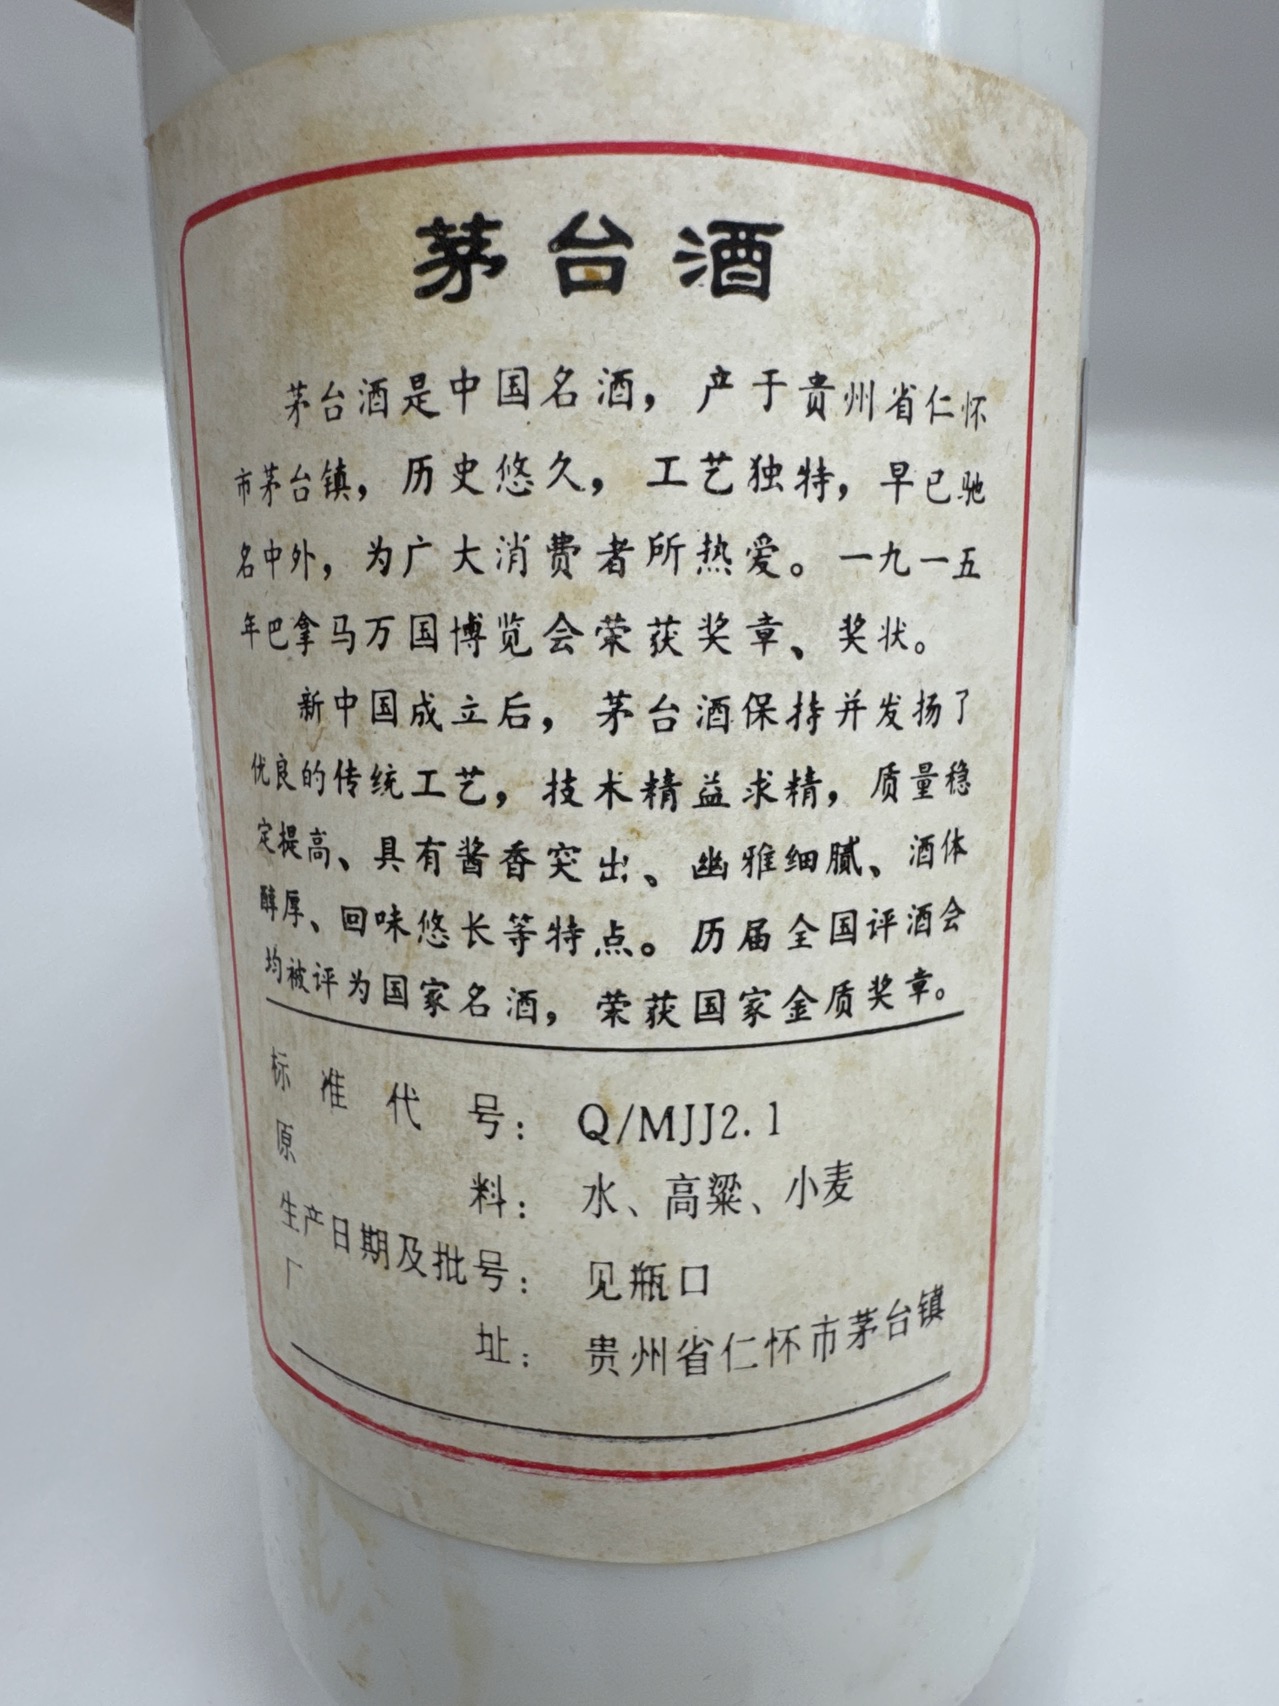 茅台酒
茅台酒是中国名酒，产于贵州省仁怀
市茅台镇，历史悠久，工艺独特，早已驰
名中外，为广大消费者所热爱。一九一五
年巴拿马万国博览会荣获奖章、奖状。
新中国成立后，茅台酒保持并发扬了
优良的传统工艺，技术精益求精，质量稳
定提高、具有酱香突出、幽雅细腻、酒体
醇厚、回味悠长等特点。历届全国评酒会
均被评为国家名酒，荣获国家金质奖章。
标准代号：Q/MJJ2.1
原料：水、高粱、小麦
生产日期及批号：见瓶口
厂址：贵州省仁怀市茅台镇